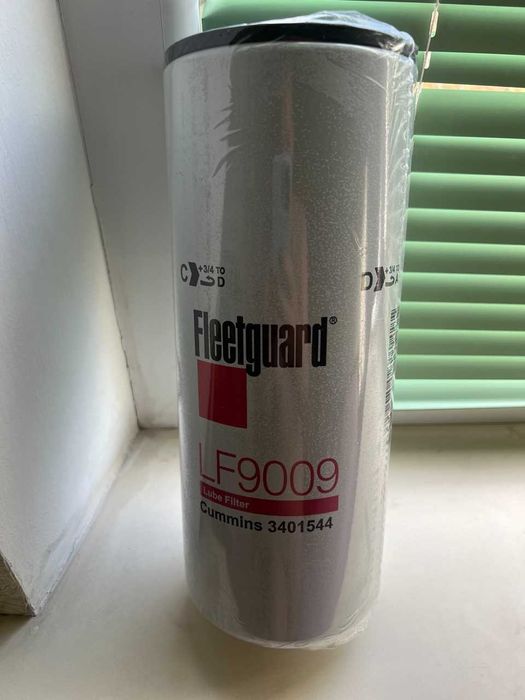 C +3/4 TO D
Fleetguard®
LF9009
Lube Filter
Cummins 3401544